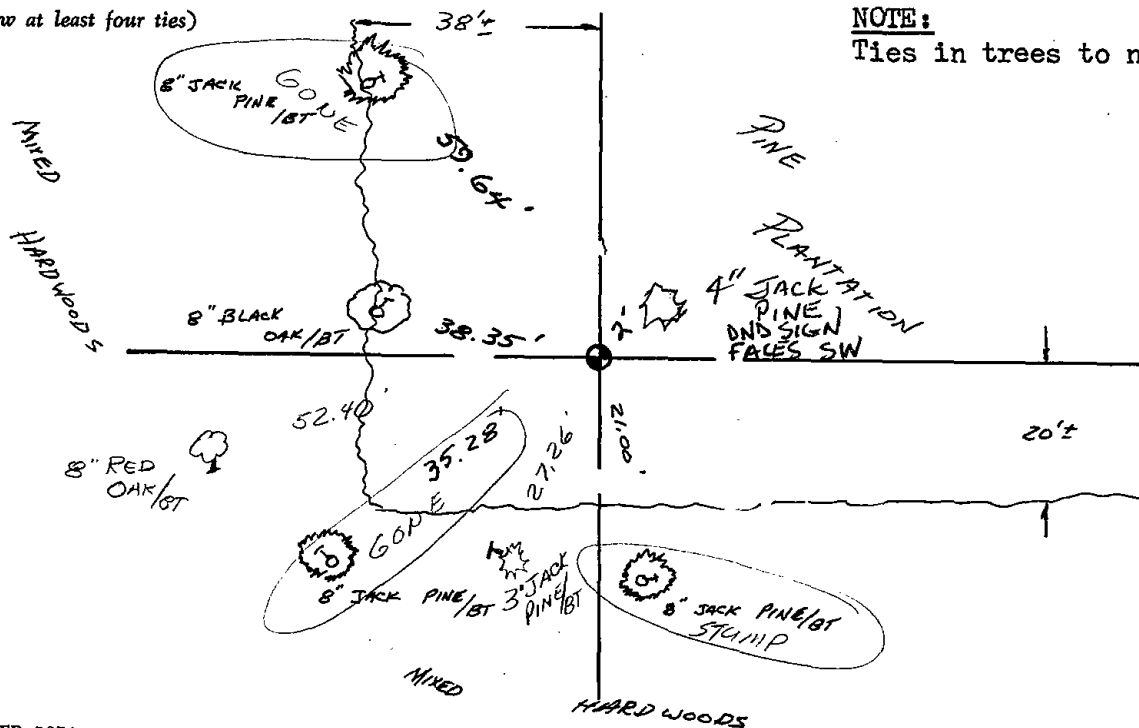 w at least four ties)
38'±
NOTE:
Ties in trees to n
8" JACK
PINE
/BT
GONE
MIXED
HARDWOODS
PINE
PLANTATION
.64'
8" BLACK
OAK/BT
38.35'
2'
4" JACK
PINE
DND SIGN
FACES SW
52.40'
35.28'
27.26'
21.00'
20'±
8" RED
OAK/BT
GONE
8" JACK PINE/BT
3" JACK
PINE/BT
8" JACK PINE/BT
STUMP
MIXED
HARDWOODS